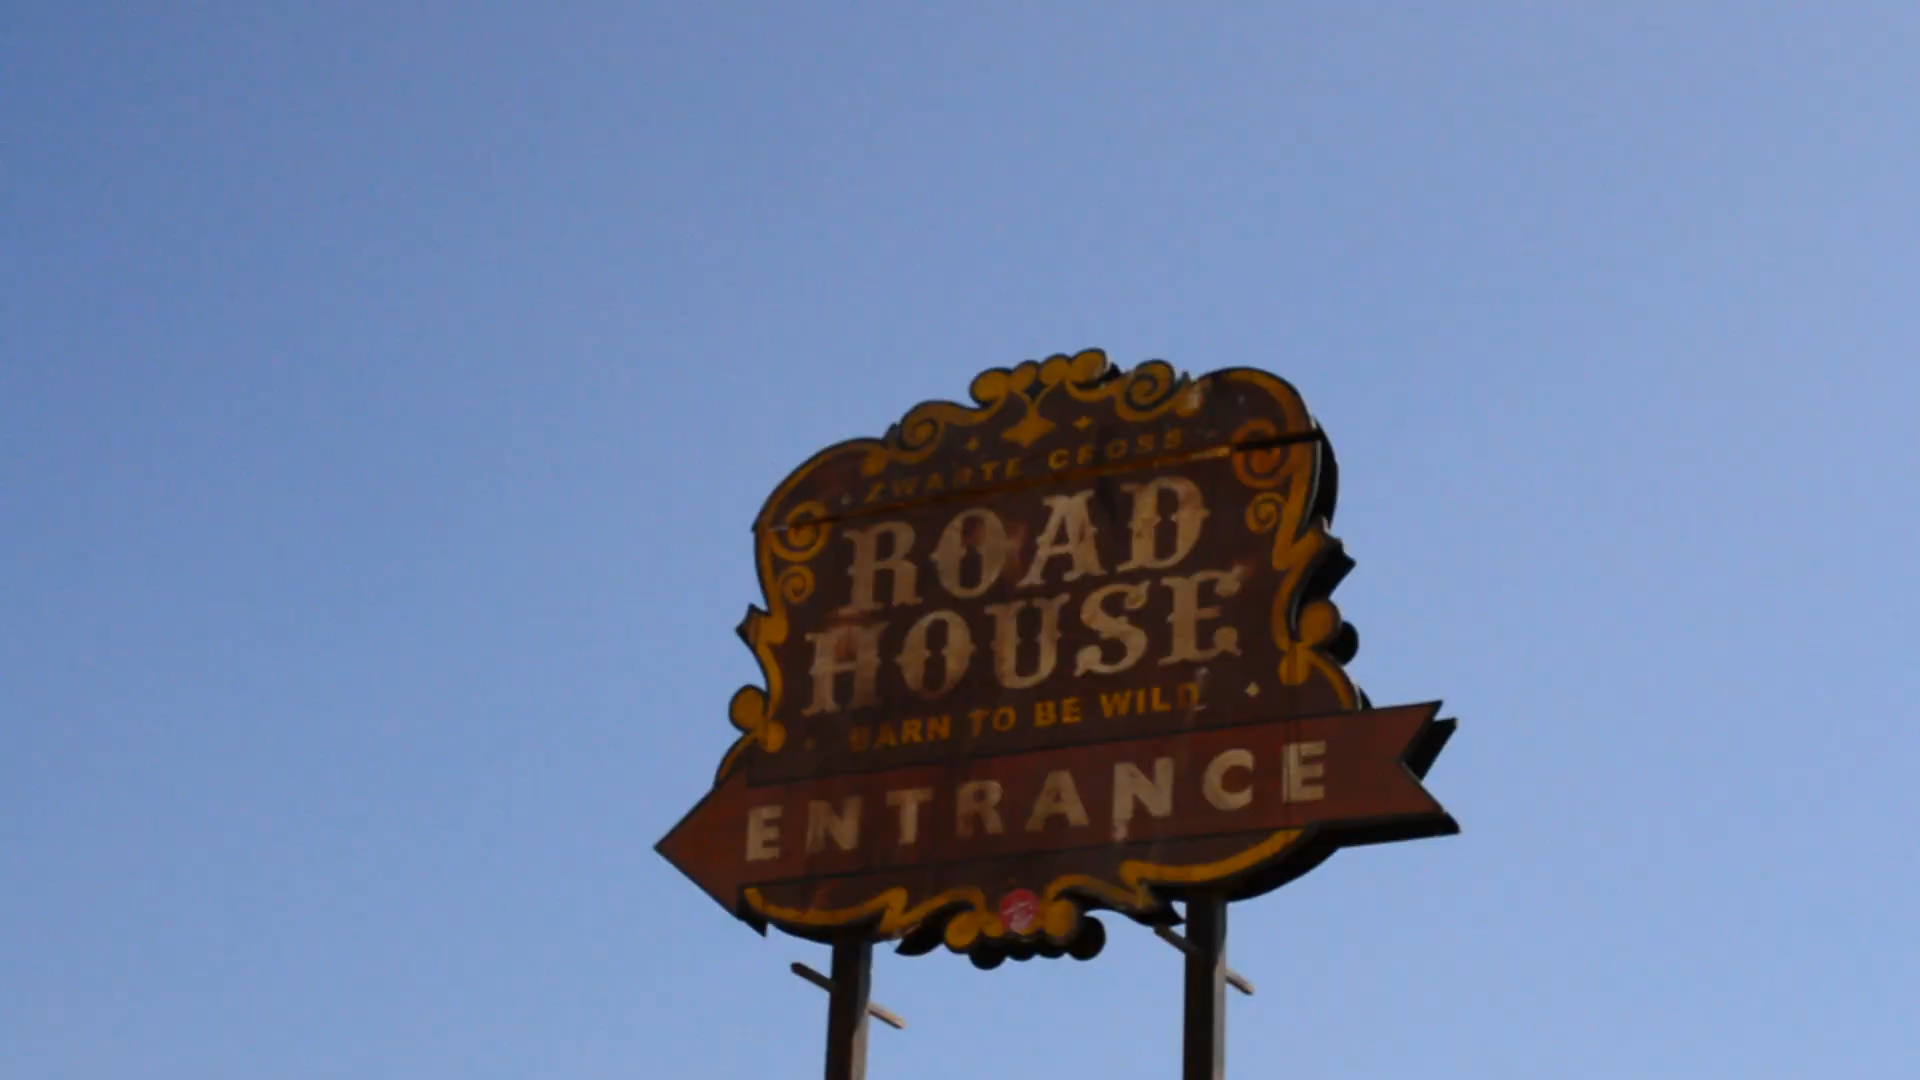 ZWARTE CROSS
ROAD
HOUSE
BARN TO BE WILD
ENTRANCE